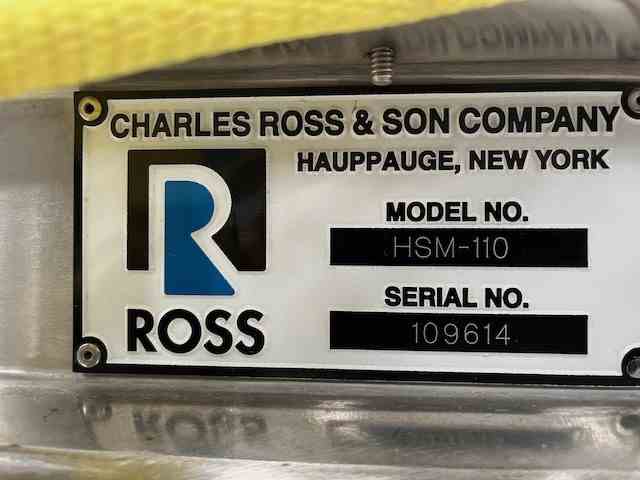 CHARLES ROSS & SON COMPANY
HAUPPAUGE, NEW YORK
R
ROSS
MODEL NO.
HSM-110
SERIAL NO.
109614